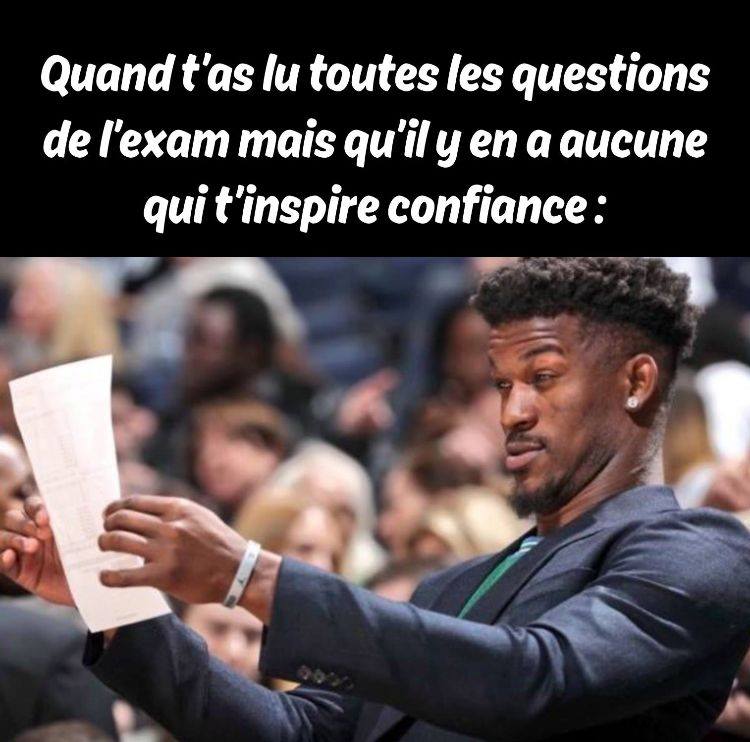 Quand t'as lu toutes les questions
de l'exam mais qu'il y en a aucune
qui t'inspire confiance :